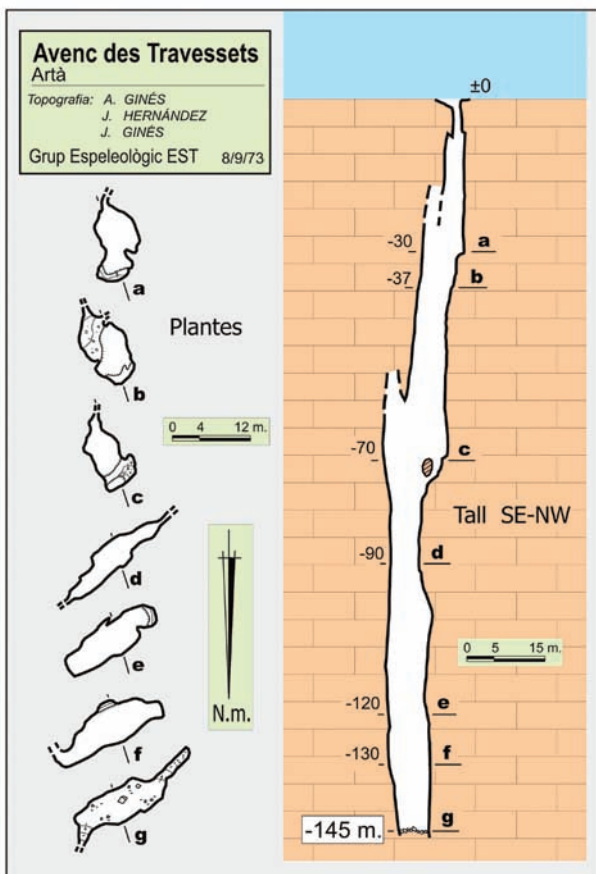 Avenc des Travessets
Artà
Topografia: A. GINÉS
J. HERNÁNDEZ
J. GINÉS
Grup Espeleològic EST 8/9/73
a
Plantes
b
0 4 12 m.
c
d
e
N.m.
f
g
±0
-30 a
-37 b
-70 c
Tall SE-NW
-90 d
0 5 15 m.
-120 e
-130 f
-145 m. g